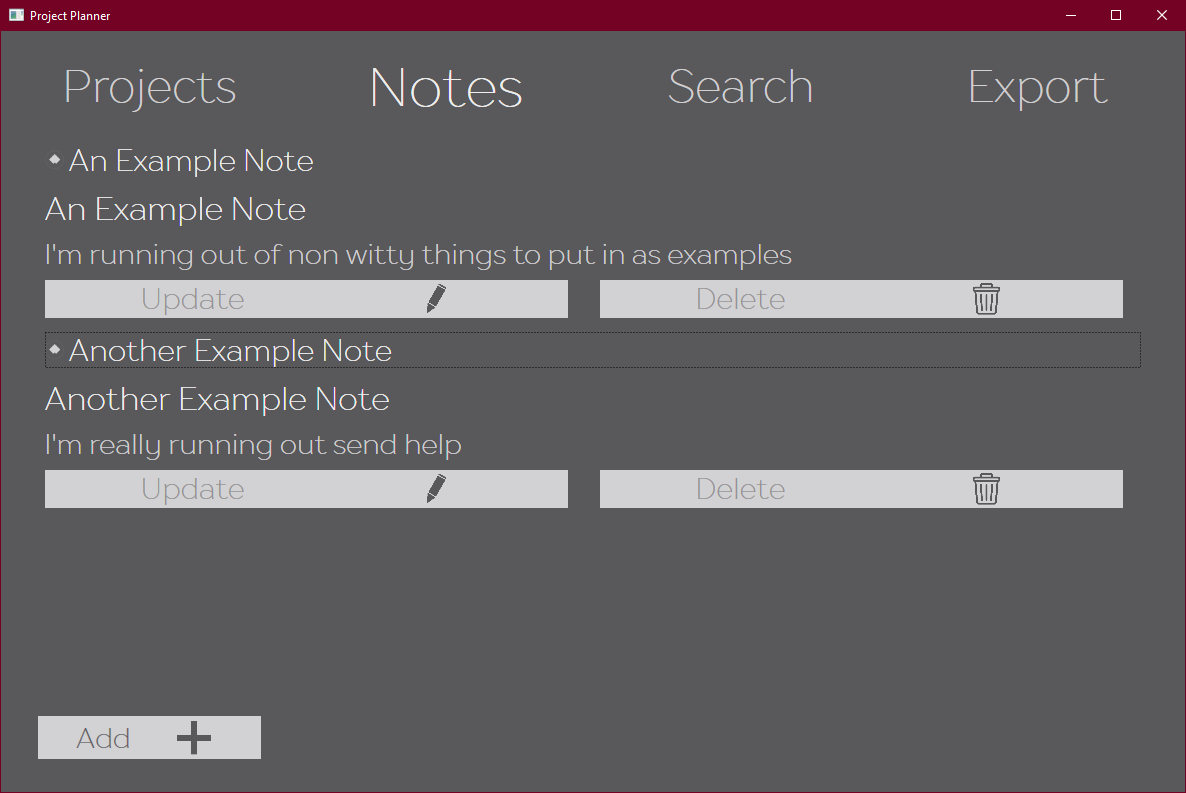 Project Planner
Projects Notes Search Export
An Example Note
An Example Note
I'm running out of non witty things to put in as examples
Update Delete
Another Example Note
Another Example Note
I'm really running out send help
Update Delete
Add